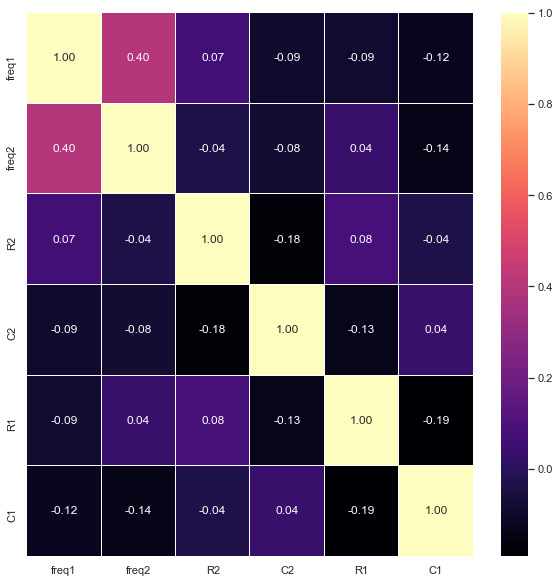 freq1 1.00 0.40 0.07 -0.09 -0.09 -0.12
freq2 0.40 1.00 -0.04 -0.08 0.04 -0.14
R2 0.07 -0.04 1.00 -0.18 0.08 -0.04
C2 -0.09 -0.08 -0.18 1.00 -0.13 0.04
R1 -0.09 0.04 0.08 -0.13 1.00 -0.19
C1 -0.12 -0.14 -0.04 0.04 -0.19 1.00
freq1 freq2 R2 C2 R1 C1
1.0
0.8
0.6
0.4
0.2
0.0